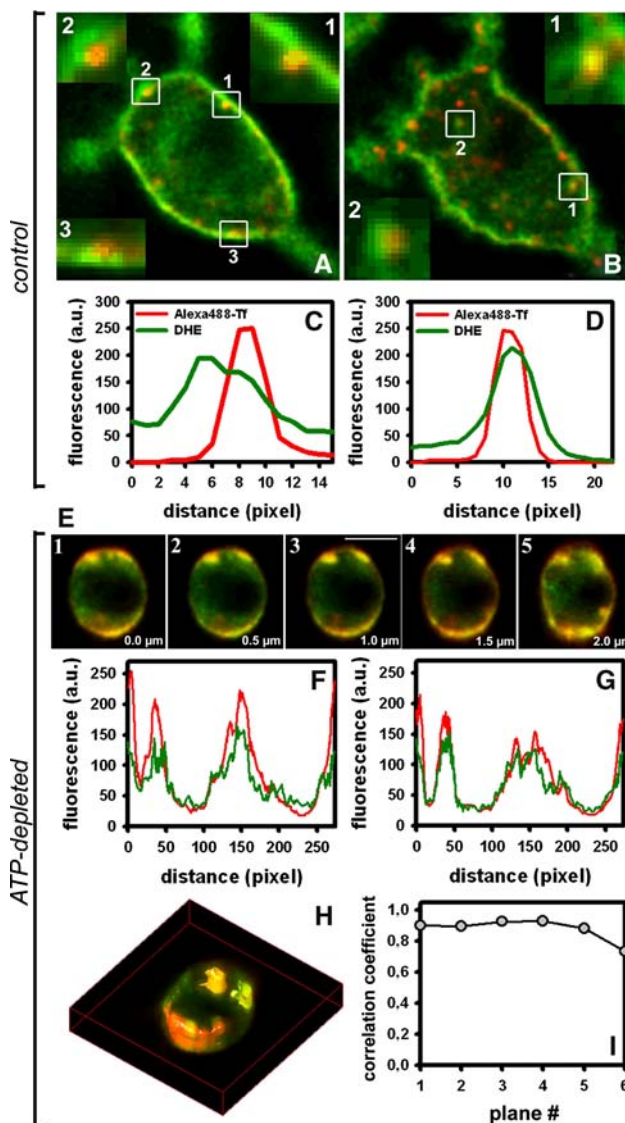 control
2
1
2
1
3
3
A
1
2
1
2
B
C
Alexa488-Tf
DHE
fluorescence (a.u.)
300
250
200
150
100
50
0
0 2 4 6 8 10 12 14
distance (pixel)
D
Alexa488-Tf
DHE
fluorescence (a.u.)
300
250
200
150
100
50
0
0 5 10 15 20
distance (pixel)
ATP-depleted
E
1
0.0 µm
2
0.5 µm
3
1.0 µm
4
1.5 µm
5
2.0 µm
F
fluorescence (a.u.)
250
200
150
100
50
0
0 50 100 150 200 250
distance (pixel)
G
fluorescence (a.u.)
250
200
150
100
50
0
0 50 100 150 200 250
distance (pixel)
H
I
correlation coefficient
1.0
0.8
0.6
0.4
0.2
0.0
1 2 3 4 5 6
plane #